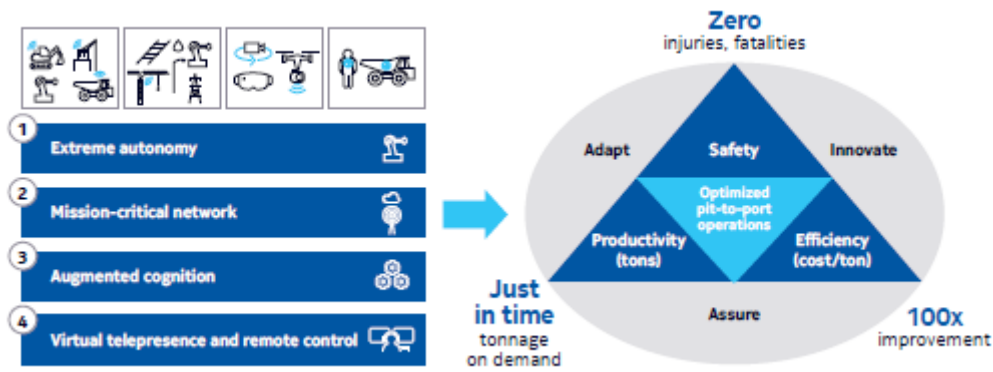 1
Extreme autonomy
2
Mission-critical network
3
Augmented cognition
4
Virtual telepresence and remote control
Zero
injuries, fatalities
Adapt
Safety
Innovate
Optimized
pit-to-port
operations
Productivity
(tons)
Efficiency
(cost/ton)
Just
in time
tonnage
on demand
Assure
100x
improvement